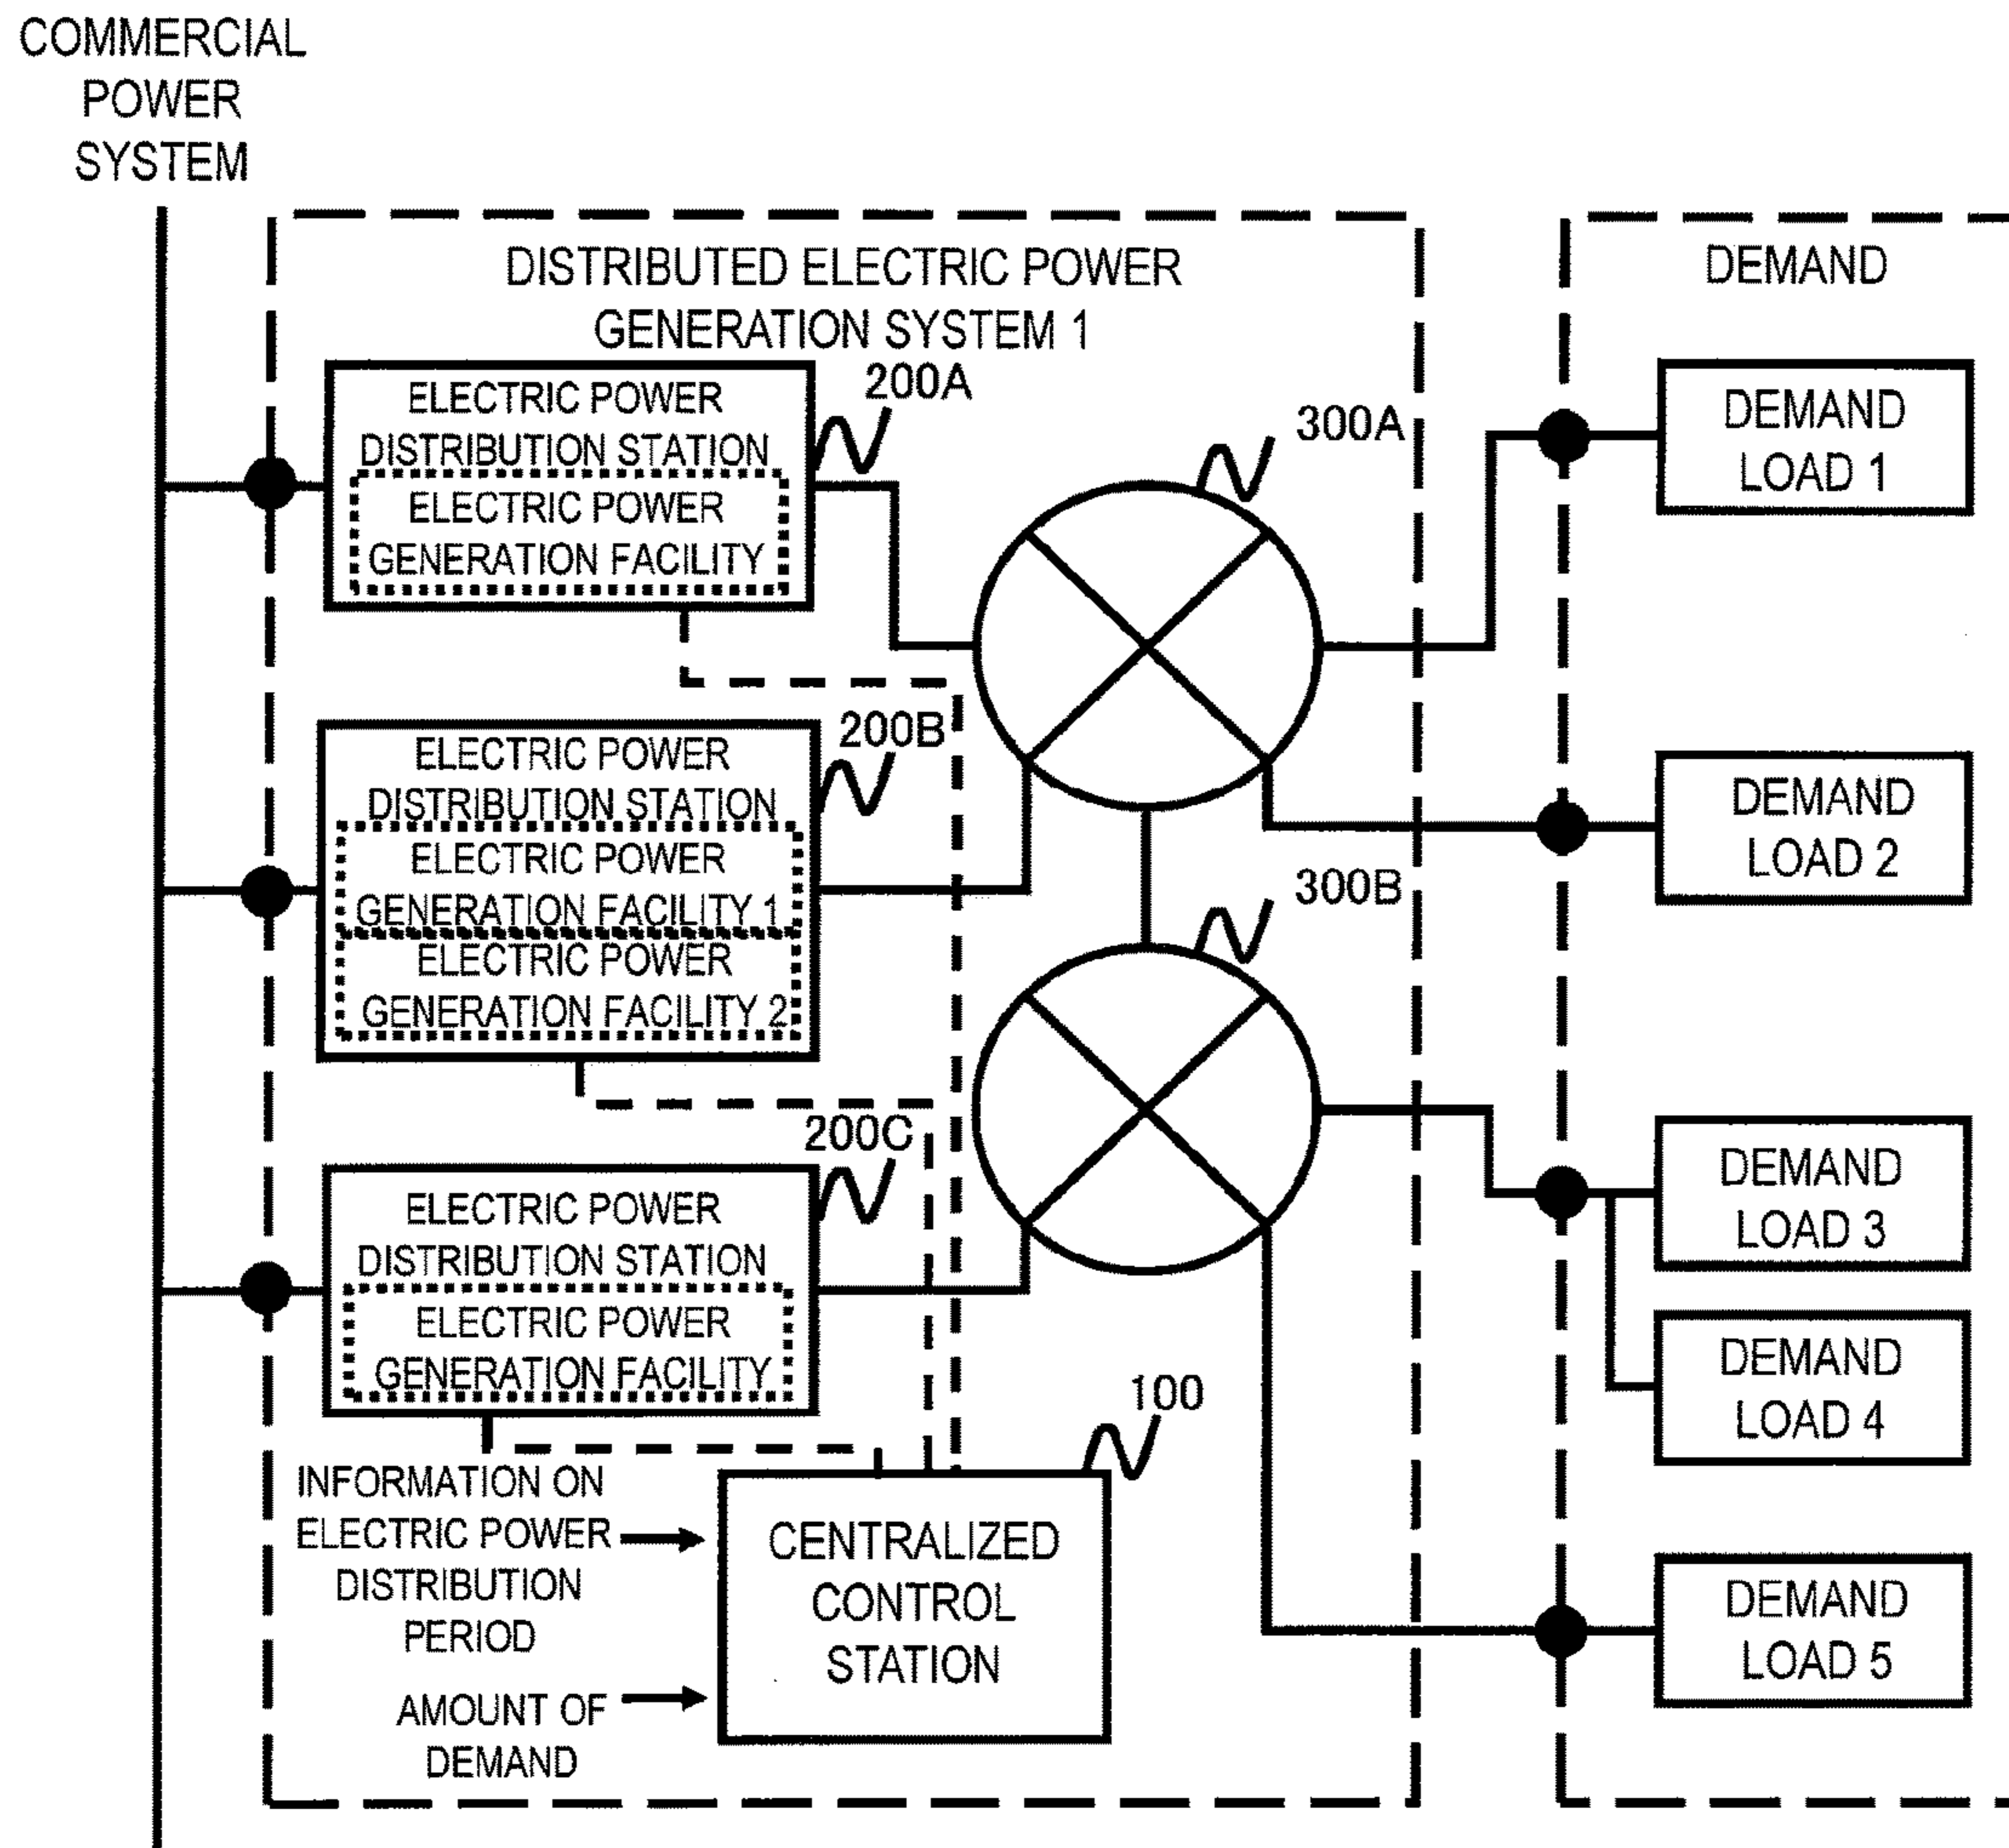 COMMERCIAL
POWER
SYSTEM
DISTRIBUTED ELECTRIC POWER
GENERATION SYSTEM 1
DEMAND
ELECTRIC POWER
DISTRIBUTION STATION
ELECTRIC POWER
GENERATION FACILITY
200A
300A
DEMAND
LOAD 1
ELECTRIC POWER
DISTRIBUTION STATION
ELECTRIC POWER
GENERATION FACILITY 1
ELECTRIC POWER
GENERATION FACILITY 2
200B
300B
DEMAND
LOAD 2
ELECTRIC POWER
DISTRIBUTION STATION
ELECTRIC POWER
GENERATION FACILITY
200C
DEMAND
LOAD 3
DEMAND
LOAD 4
INFORMATION ON
ELECTRIC POWER
DISTRIBUTION
PERIOD
AMOUNT OF
DEMAND
100
CENTRALIZED
CONTROL
STATION
DEMAND
LOAD 5